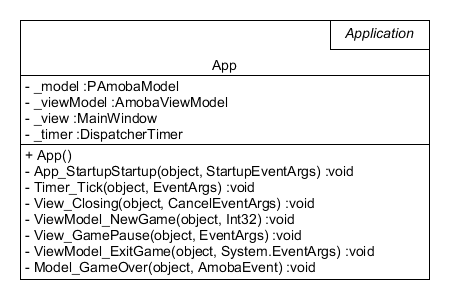 Application
App
- _model :PAmobaModel
- _viewModel :AmobaViewModel
- _view :MainWindow
- _timer :DispatcherTimer
+ App()
- App_StartupStartup(object, StartupEventArgs) :void
- Timer_Tick(object, EventArgs) :void
- View_Closing(object, CancelEventArgs) :void
- ViewModel_NewGame(object, Int32) :void
- View_GamePause(object, EventArgs) :void
- ViewModel_ExitGame(object, System.EventArgs) :void
- Model_GameOver(object, AmobaEvent) :void